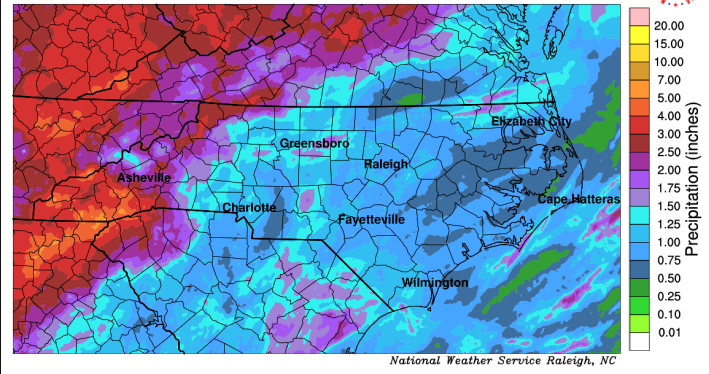 20.00
15.00
10.00
7.00
5.00
4.00
3.00
2.50
2.00
1.75
1.50
1.25
1.00
0.75
0.50
0.25
0.10
0.01
Precipitation (inches)
Elizabeth City
Greensboro
Raleigh
Asheville
Cape Hatteras
Charlotte
Fayetteville
Wilmington
National Weather Service Raleigh, NC